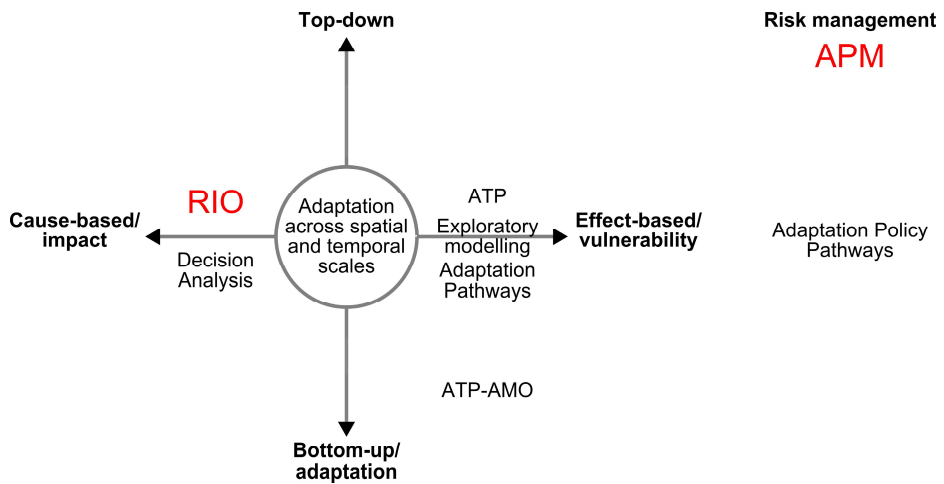 Top-down
Risk management
APM
RIO
Cause-based/
impact
Decision
Analysis
Adaptation
across spatial
and temporal
scales
ATP
Exploratory
modelling
Adaptation
Pathways
Effect-based/
vulnerability
Adaptation Policy
Pathways
ATP-AMO
Bottom-up/
adaptation